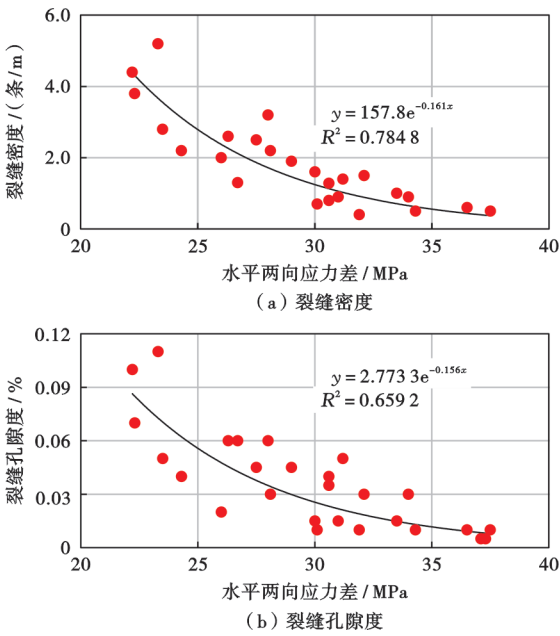 6.0
4.0
2.0
0
裂缝密度/(条/m)
y = 157.8e^{-0.161x}
R² = 0.784 8
20 25 30 35 40
水平两向应力差/MPa
(a)裂缝密度
0.12
0.09
0.06
0.03
0
裂缝孔隙度/%
y = 2.773 3e^{-0.156x}
R² = 0.659 2
20 25 30 35 40
水平两向应力差/MPa
(b)裂缝孔隙度